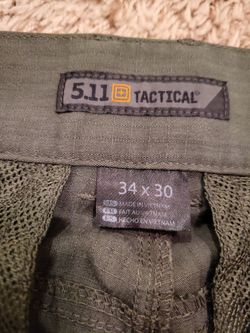 5.11 TACTICAL®
34 x 30
MADE IN VIETNAM
FAIT AU VIETNAM
HECHO EN VIETNAM